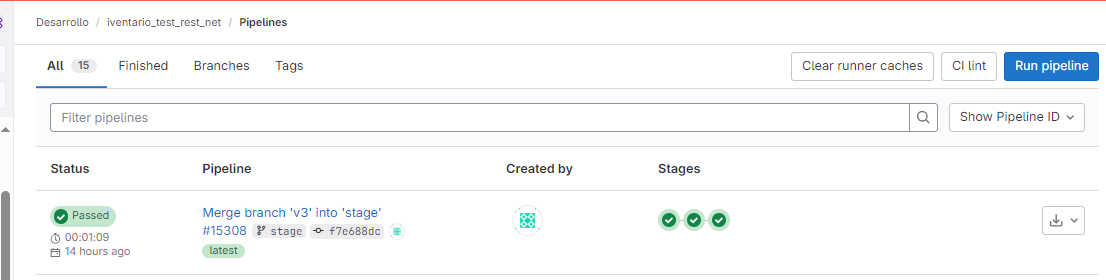 Desarrollo / iventario_test_rest_net / Pipelines
All 15 Finished Branches Tags Clear runner caches CI lint Run pipeline
Filter pipelines Show Pipeline ID
Status Pipeline Created by Stages
Passed Merge branch 'v3' into 'stage'
00:01:09 #15308 stage f7e688dc
14 hours ago latest